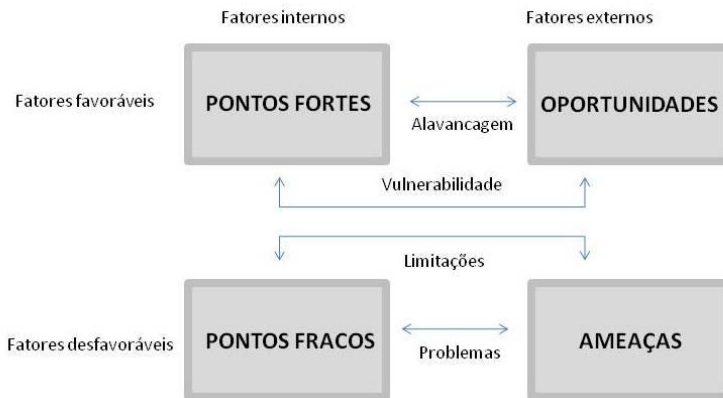 Fatores internos
Fatores externos
Fatores favoráveis
PONTOS FORTES
Alavancagem
OPORTUNIDADES
Vulnerabilidade
Limitações
Fatores desfavoráveis
PONTOS FRACOS
Problemas
AMEAÇAS